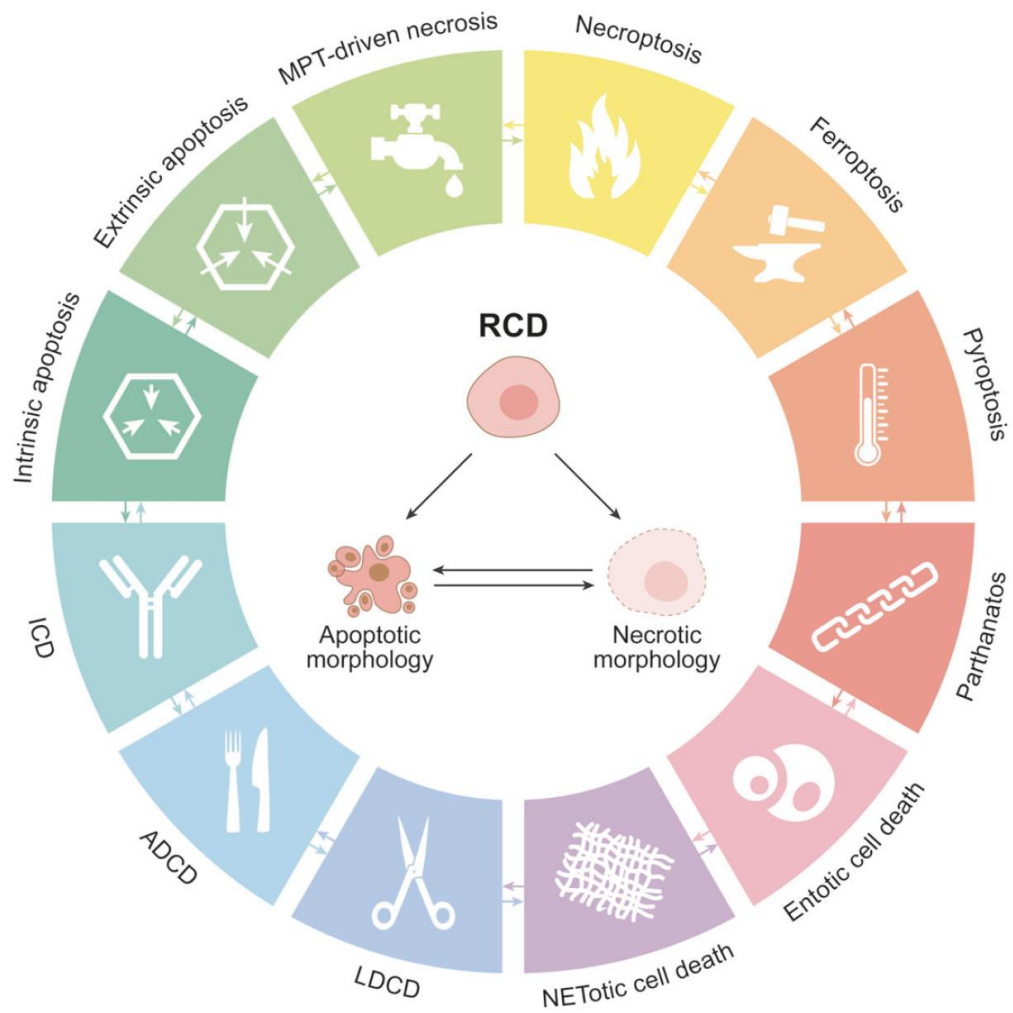 MPT-driven necrosis
Necroptosis
Extrinsic apoptosis
Ferroptosis
Intrinsic apoptosis
Pyroptosis
RCD
Apoptotic
morphology
Necrotic
morphology
ICD
Parthanatos
ADCD
Entotic cell death
LDCD
NETotic cell death